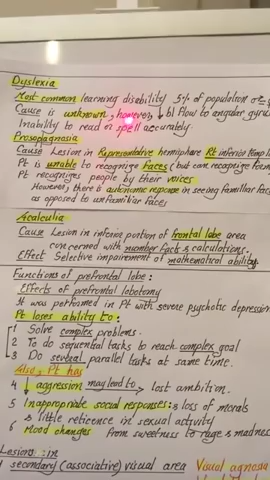 Dyslexia
Most common learning disability 5% of population
Cause is unknown, however, ↓ bl flow to angular gyrus
Inability to read or spell accurately.
Prosopagnosia
Cause Lesion in Representative hemisphere Rt inferior temporal
Pt is unable to recognize faces (but can recognize forms
Pt recognizes people by their voices
However, there is autonomic reponse in seeing familiar faces
as opposed to unfamiliar faces
Acalculia
Cause Lesion in inferior portion of frontal lobe area
concerned with number facts & calculations.
Effect Selective impairement of mathematical ability
Functions of prefrontal lobe:
Effects of prefrontal lobotomy
It was performed in Pt with severe psychotic depression
Pt loses ability to:
1 Solve complex problems.
2 To do sequential tasks to reach complex goal
3 Do several parallel tasks at same time.
Also, Pt has
4 ↓ aggression may lead to → lost ambition.
5 Inappropriate social responses: loss of morals
& little reticence in sexual activity
6 Mood changes from sweetness to rage & madness
Lesion: in
1 secondary (associative) visual area Visual agnosia